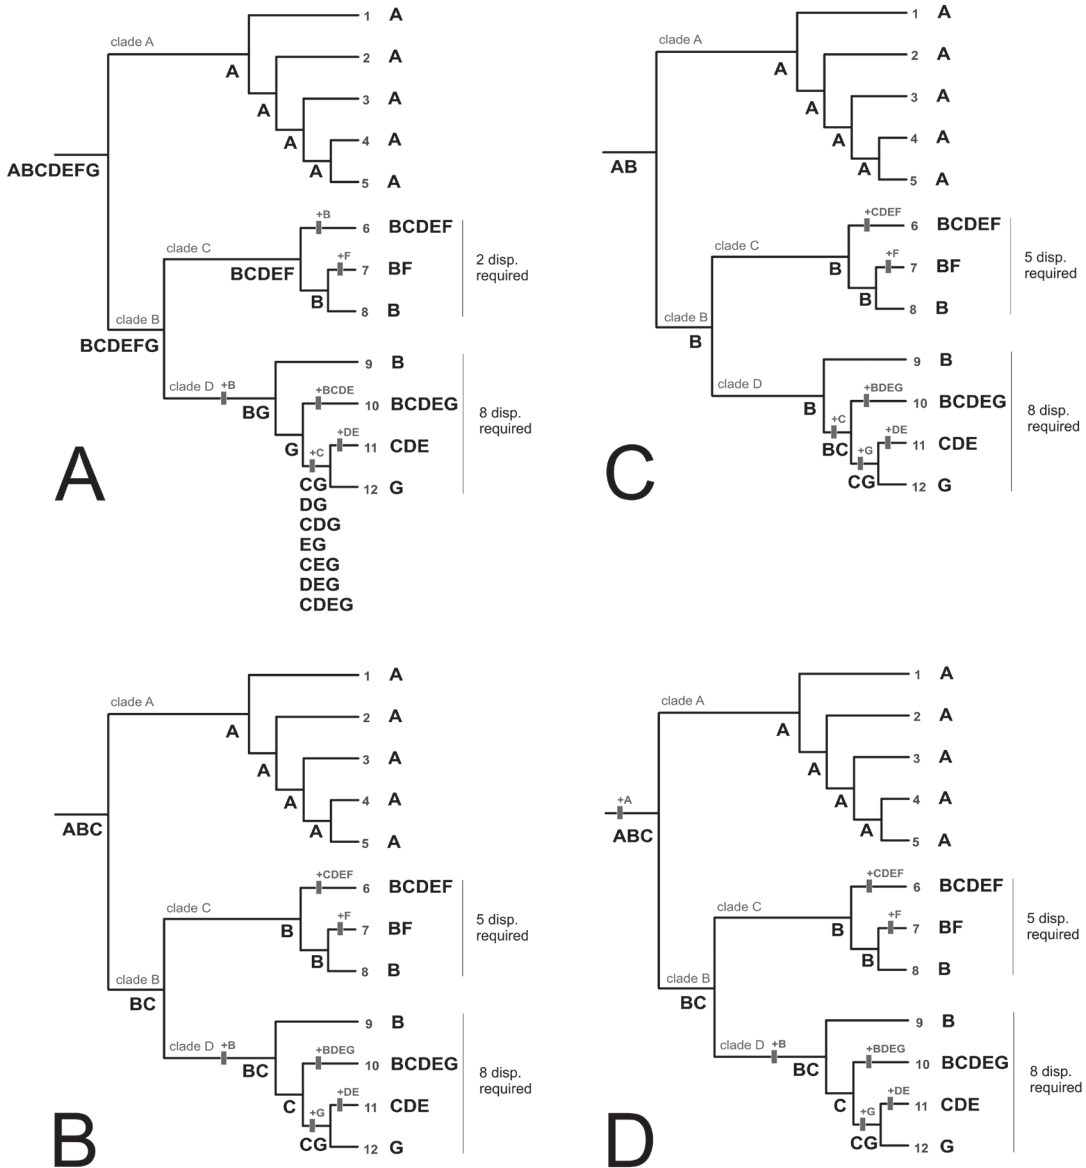 1 A
clade A
A
2 A
A
3 A
A
4 A
A
5 A
ABCDEFG
+B
6 BCDEF
clade C
BCDEF
+F
7 BF
B
8 B
2 disp.
required
clade B
BCDEFG
9 B
clade D
+B
BG
+BCDE
10 BCDEG
+DE
11 CDE
G
+C
CG
12 G
DG
CDG
EG
CEG
DEG
CDEG
8 disp.
required
A
1 A
clade A
A
2 A
A
3 A
A
4 A
A
5 A
AB
+CDEF
6 BCDEF
clade C
B
+F
7 BF
B
8 B
5 disp.
required
clade B
B
9 B
clade D
B
+BDEG
10 BCDEG
+C
BC
+DE
11 CDE
+G
CG
12 G
8 disp.
required
C
1 A
clade A
A
2 A
A
3 A
A
4 A
A
5 A
ABC
+CDEF
6 BCDEF
clade C
B
+F
7 BF
B
8 B
5 disp.
required
clade B
BC
9 B
clade D
+B
BC
+BDEG
10 BCDEG
C
+DE
11 CDE
+G
CG
12 G
8 disp.
required
B
1 A
clade A
A
2 A
A
3 A
A
4 A
A
5 A
+A
ABC
+CDEF
6 BCDEF
clade C
B
+F
7 BF
B
8 B
5 disp.
required
clade B
BC
9 B
clade D
+B
BC
+BDEG
10 BCDEG
C
+DE
11 CDE
+G
CG
12 G
8 disp.
required
D